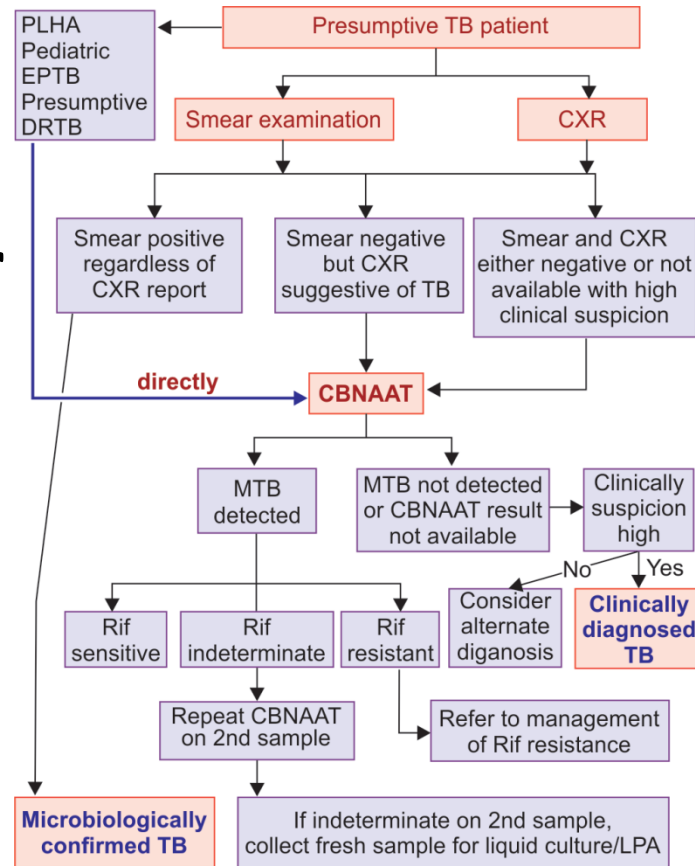 PLHA
Pediatric
EPTB
Presumptive
DRTB
Presumptive TB patient
Smear examination
CXR
Smear positive
regardless of
CXR report
Smear negative
but CXR
suggestive of TB
Smear and CXR
either negative or not
available with high
clinical suspicion
directly
CBNAAT
MTB
detected
MTB not detected
or CBNAAT result
not available
Clinically
suspicion
high
No
Yes
Rif
sensitive
Rif
indeterminate
Rif
resistant
Consider
alternate
diganosis
Clinically
diagnosed
TB
Repeat CBNAAT
on 2nd sample
Refer to management
of Rif resistance
Microbiologically
confirmed TB
If indeterminate on 2nd sample,
collect fresh sample for liquid culture/LPA